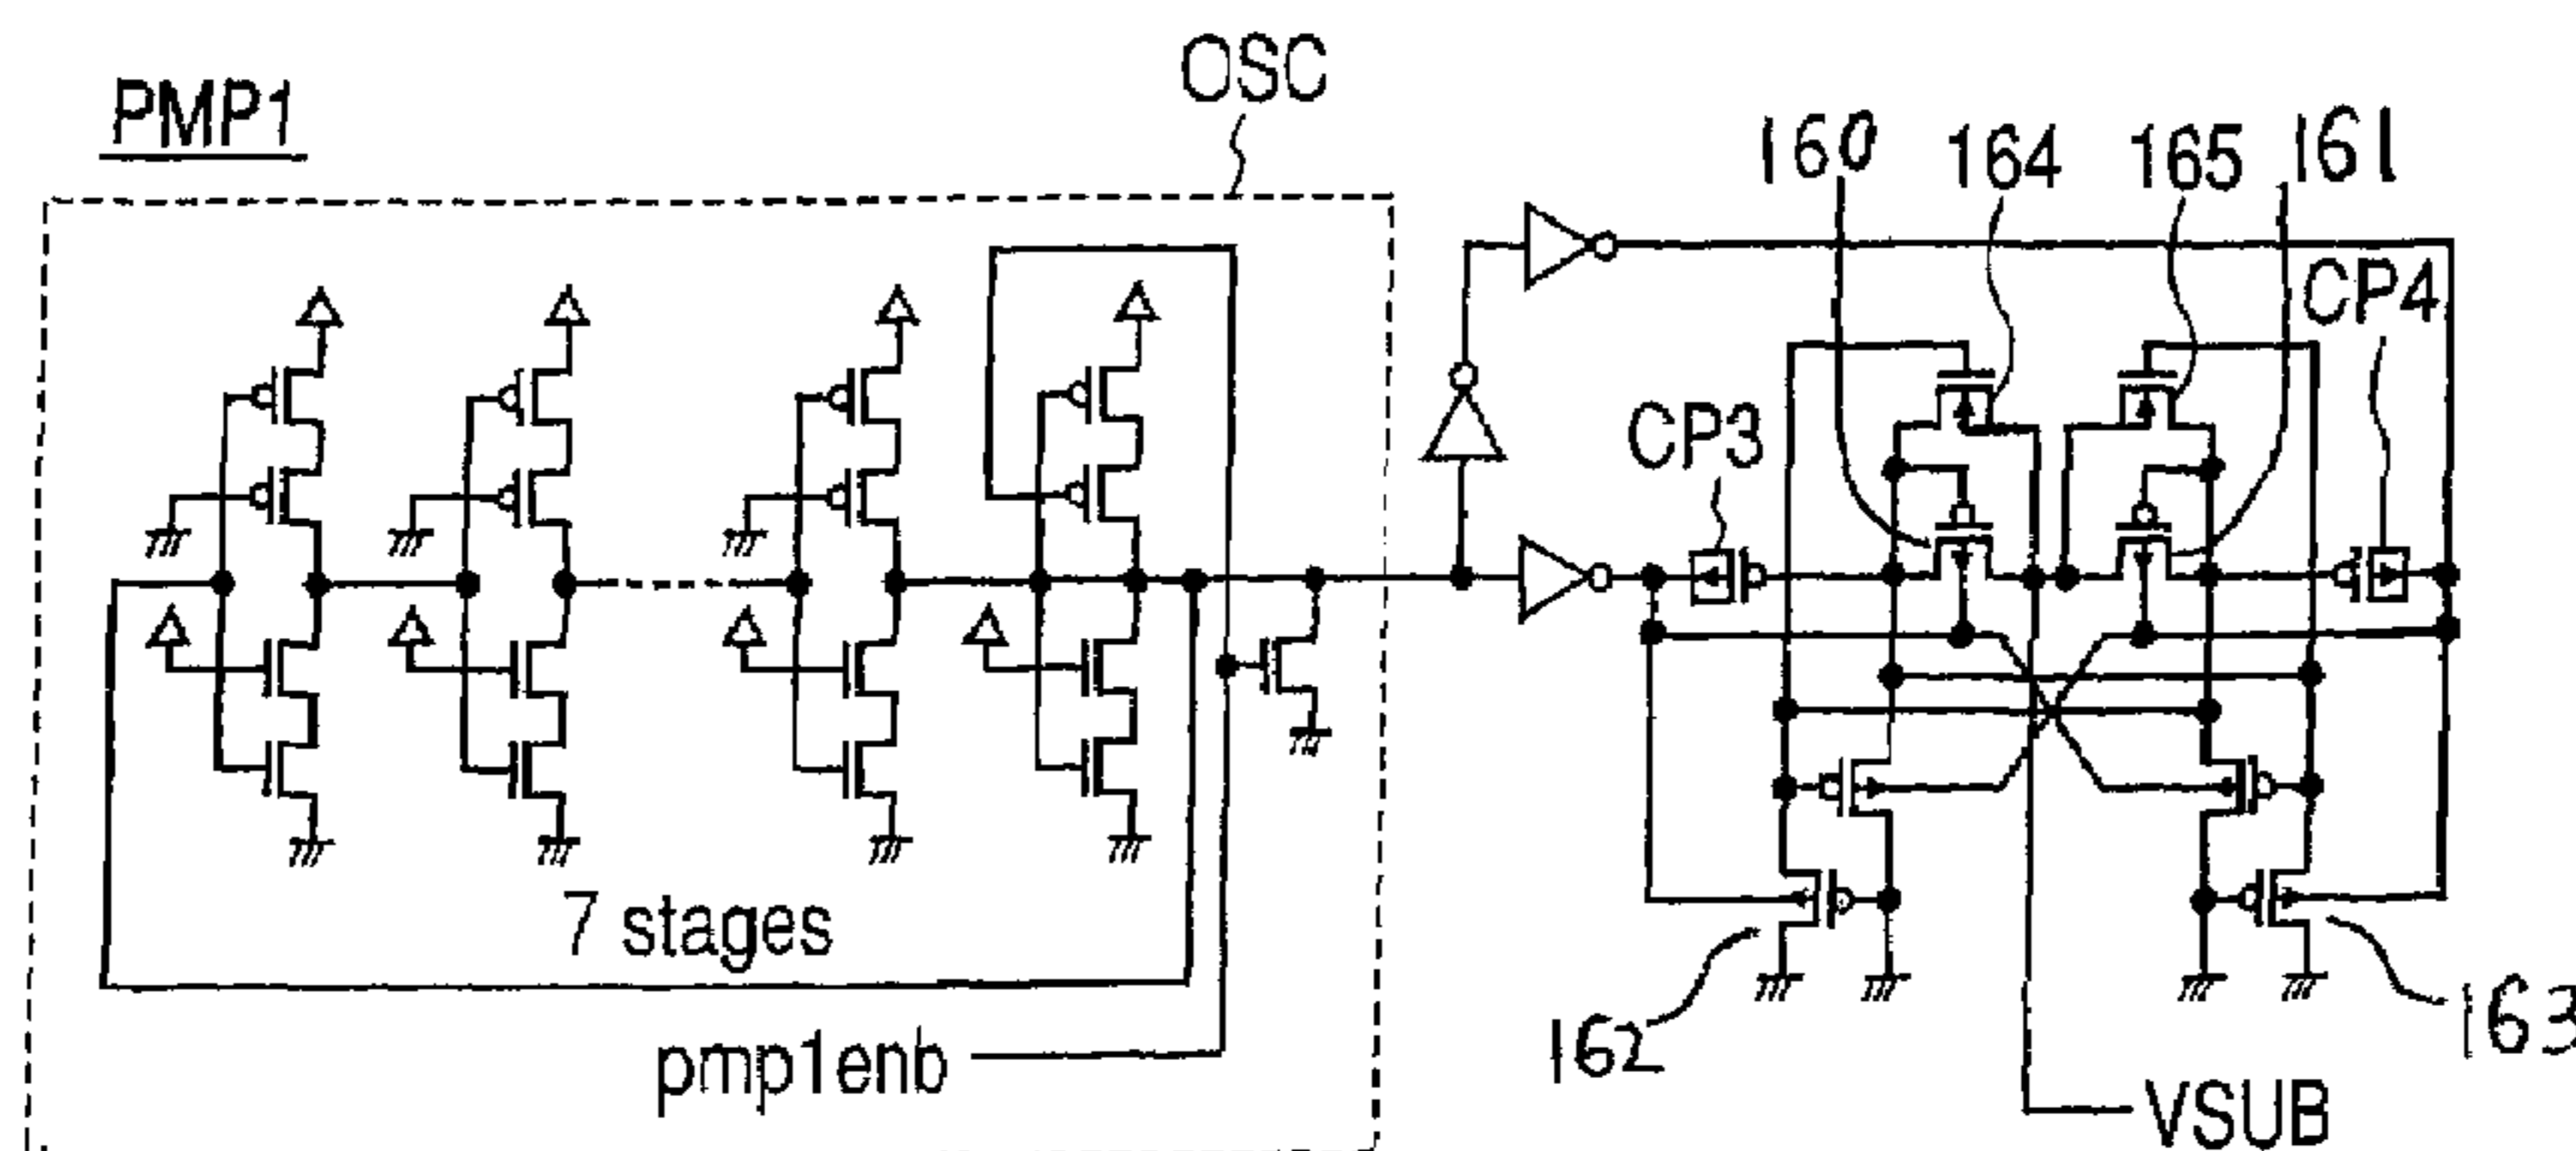 PMP1
OSC
160
164
165
161
CP3
CP4
7 stages
pmp1enb
162
163
VSUB